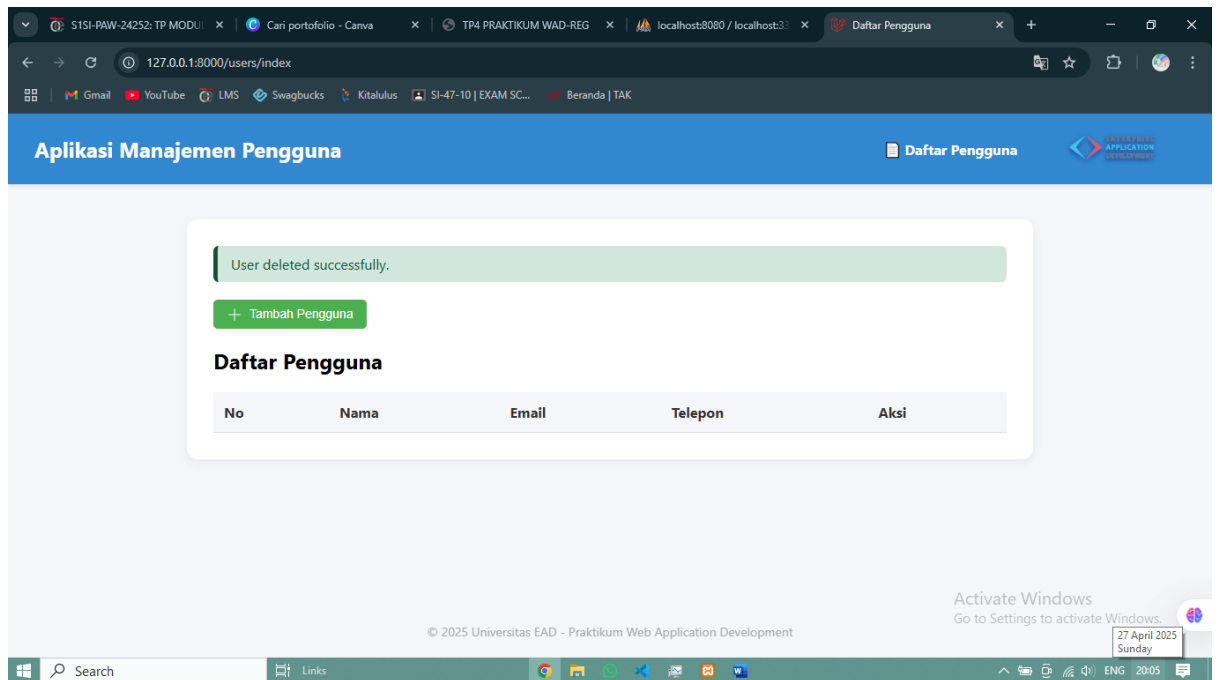 S1SI-PAW-24252: TP MODUL
Cari portofolio - Canva
TP4 PRAKTIKUM WAD-REG
localhost:8080 / localhost:33
Daftar Pengguna
127.0.0.1:8000/users/index
Gmail
YouTube
LMS
Swagbucks
Kitalulus
SI-47-10 | EXAM SC...
Beranda | TAK
Aplikasi Manajemen Pengguna
Daftar Pengguna
ENTERPRISE
APPLICATION
DEVELOPMENT
User deleted successfully.
+ Tambah Pengguna
Daftar Pengguna
No Nama Email Telepon Aksi
Activate Windows
Go to Settings to activate Windows.
© 2025 Universitas EAD - Praktikum Web Application Development
27 April 2025
Sunday
Search
Links
ENG
20:05